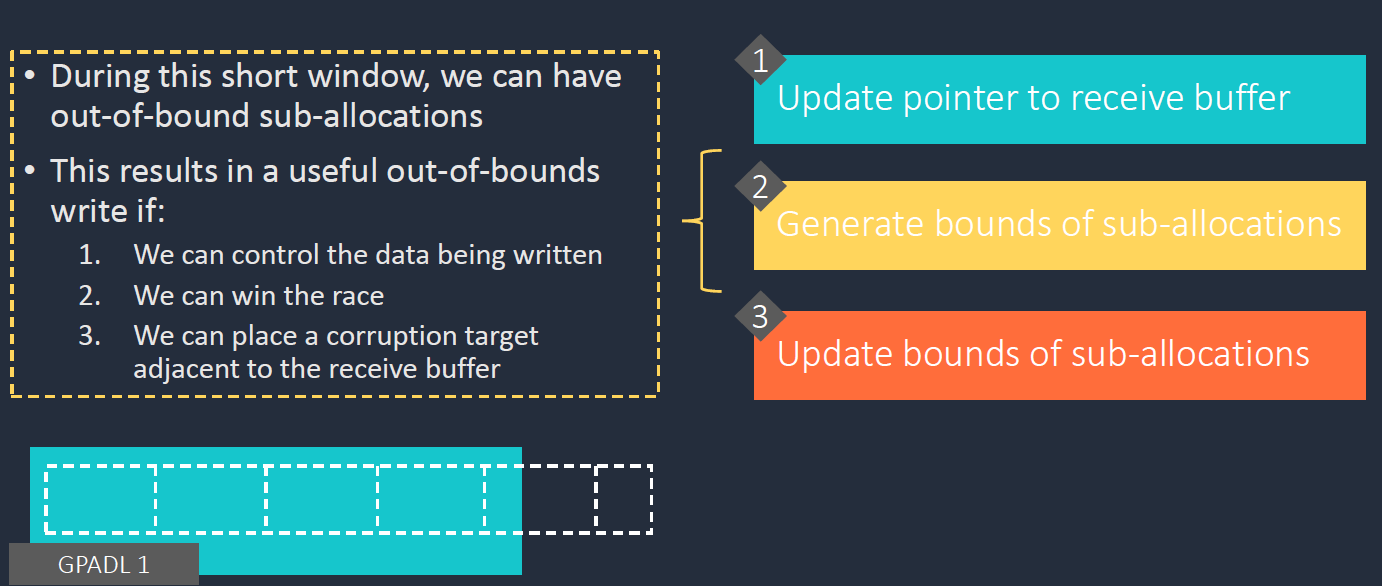 • During this short window, we can have
out-of-bound sub-allocations
• This results in a useful out-of-bounds
write if:
1. We can control the data being written
2. We can win the race
3. We can place a corruption target
adjacent to the receive buffer
1
Update pointer to receive buffer
2
Generate bounds of sub-allocations
3
Update bounds of sub-allocations
GPADL 1